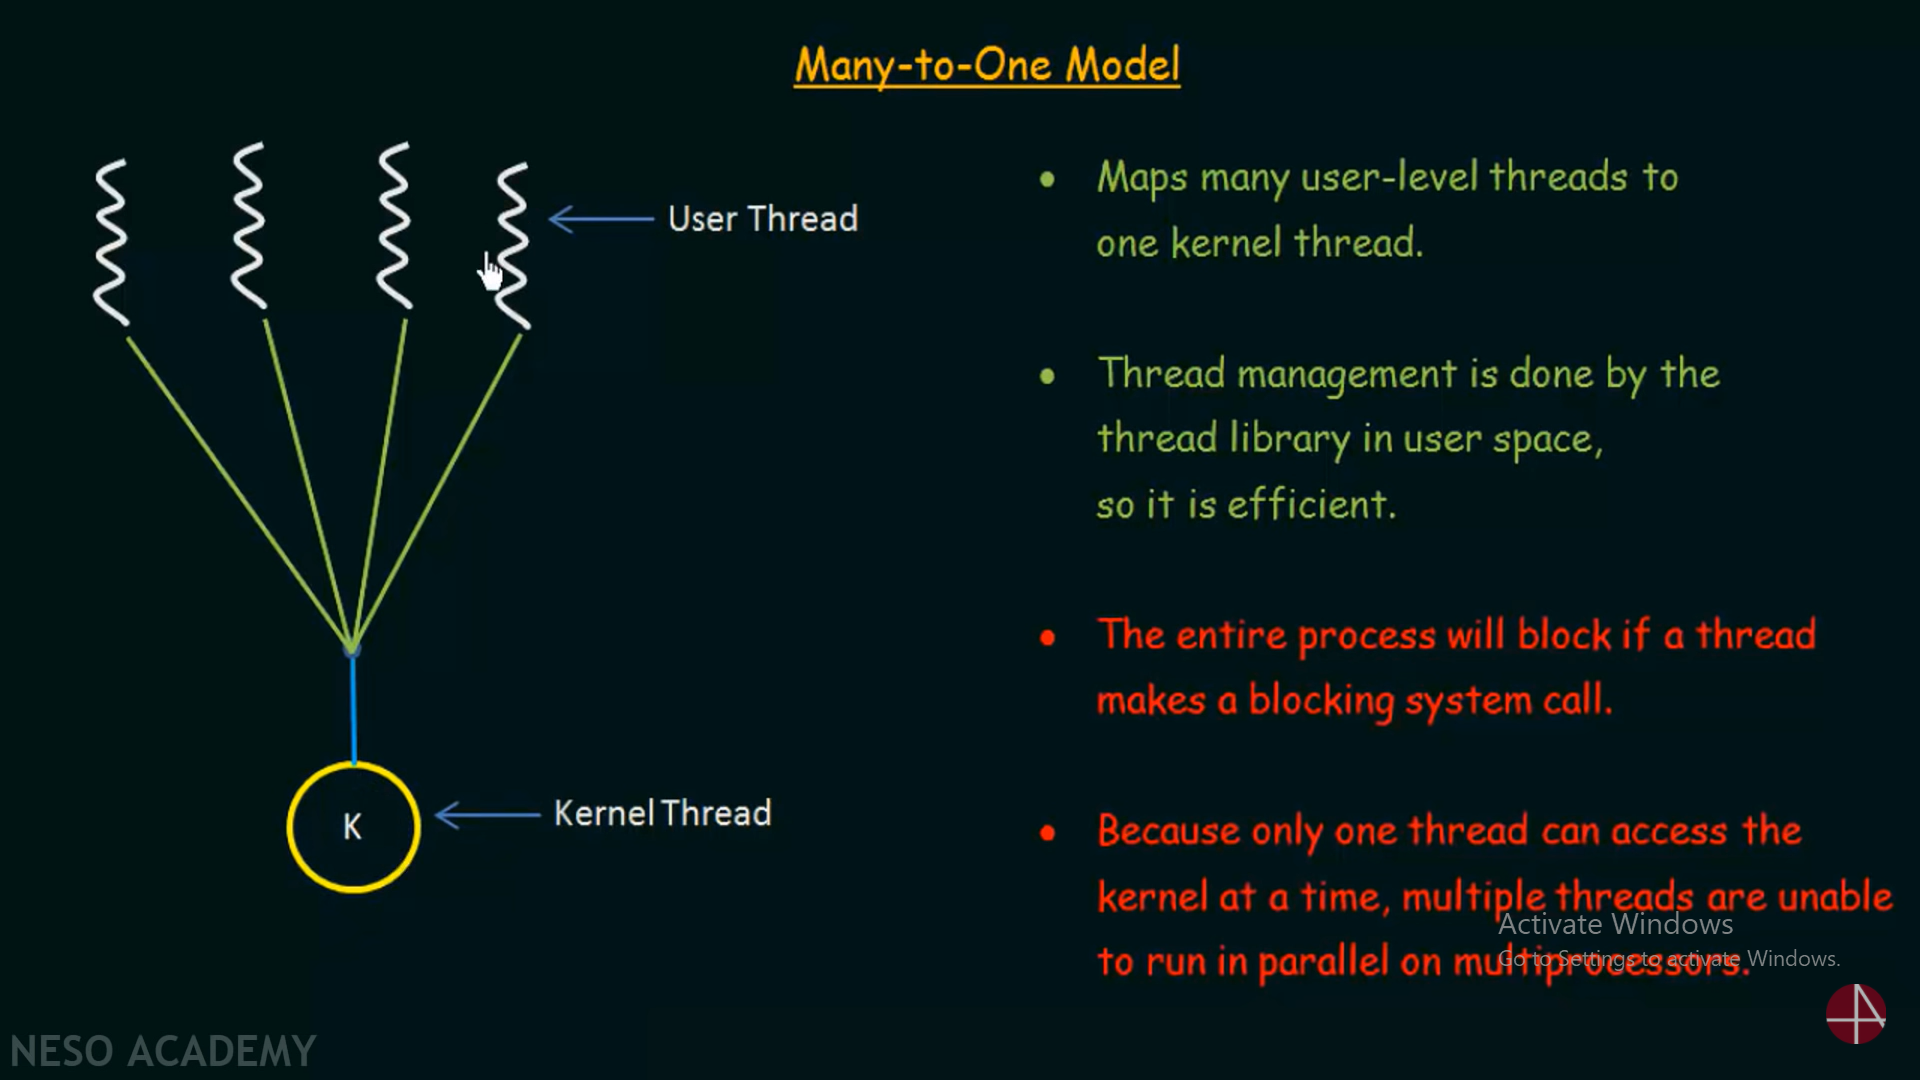 Many-to-One Model
User Thread
Kernel Thread
K
• Maps many user-level threads to
one kernel thread.
• Thread management is done by the
thread library in user space,
so it is efficient.
• The entire process will block if a thread
makes a blocking system call.
• Because only one thread can access the
kernel at a time, multiple threads are unable
to run in parallel on multiprocessors.
Activate Windows
Go to Settings to activate Windows.
NESO ACADEMY